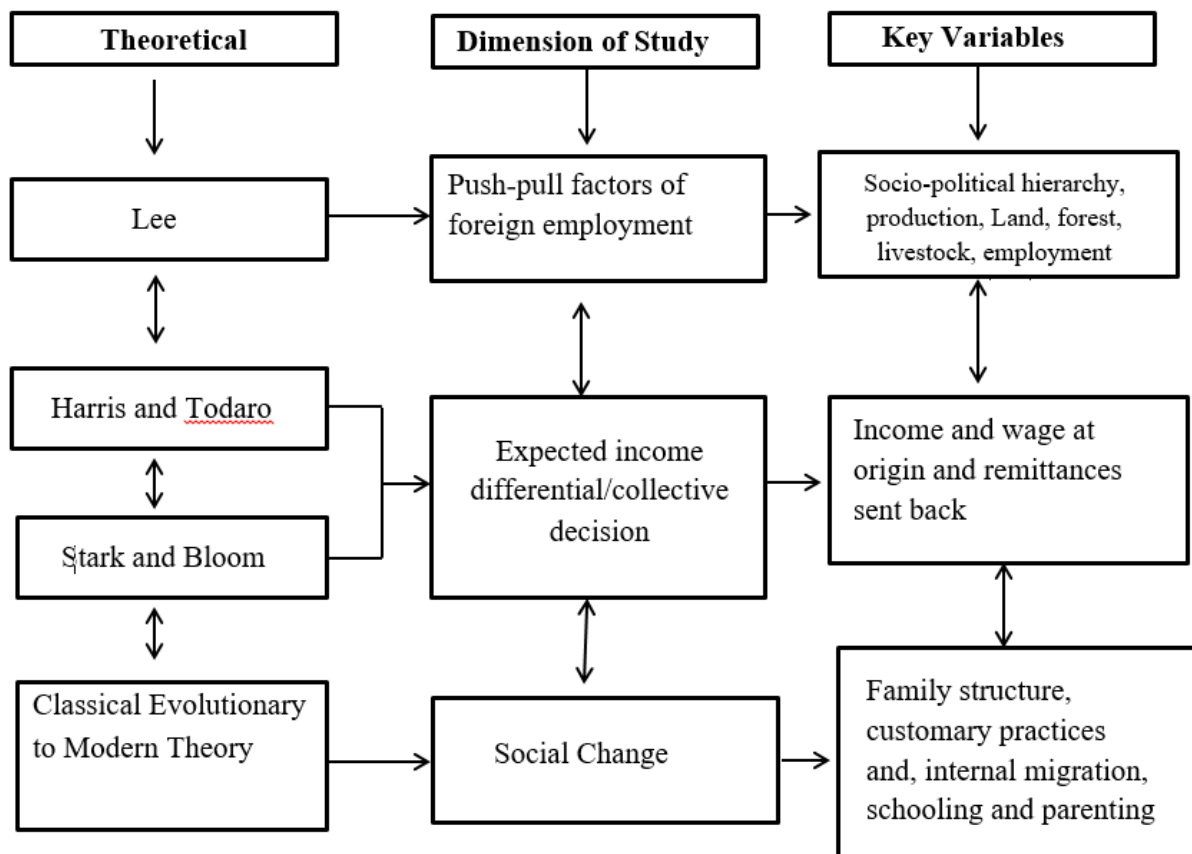 Theoretical
Dimension of Study
Key Variables
Lee
Push-pull factors of
foreign employment
Socio-political hierarchy,
production, Land, forest,
livestock, employment
Harris and Todaro
Stark and Bloom
Expected income
differential/collective
decision
Income and wage at
origin and remittances
sent back
Classical Evolutionary
to Modern Theory
Social Change
Family structure,
customary practices
and, internal migration,
schooling and parenting